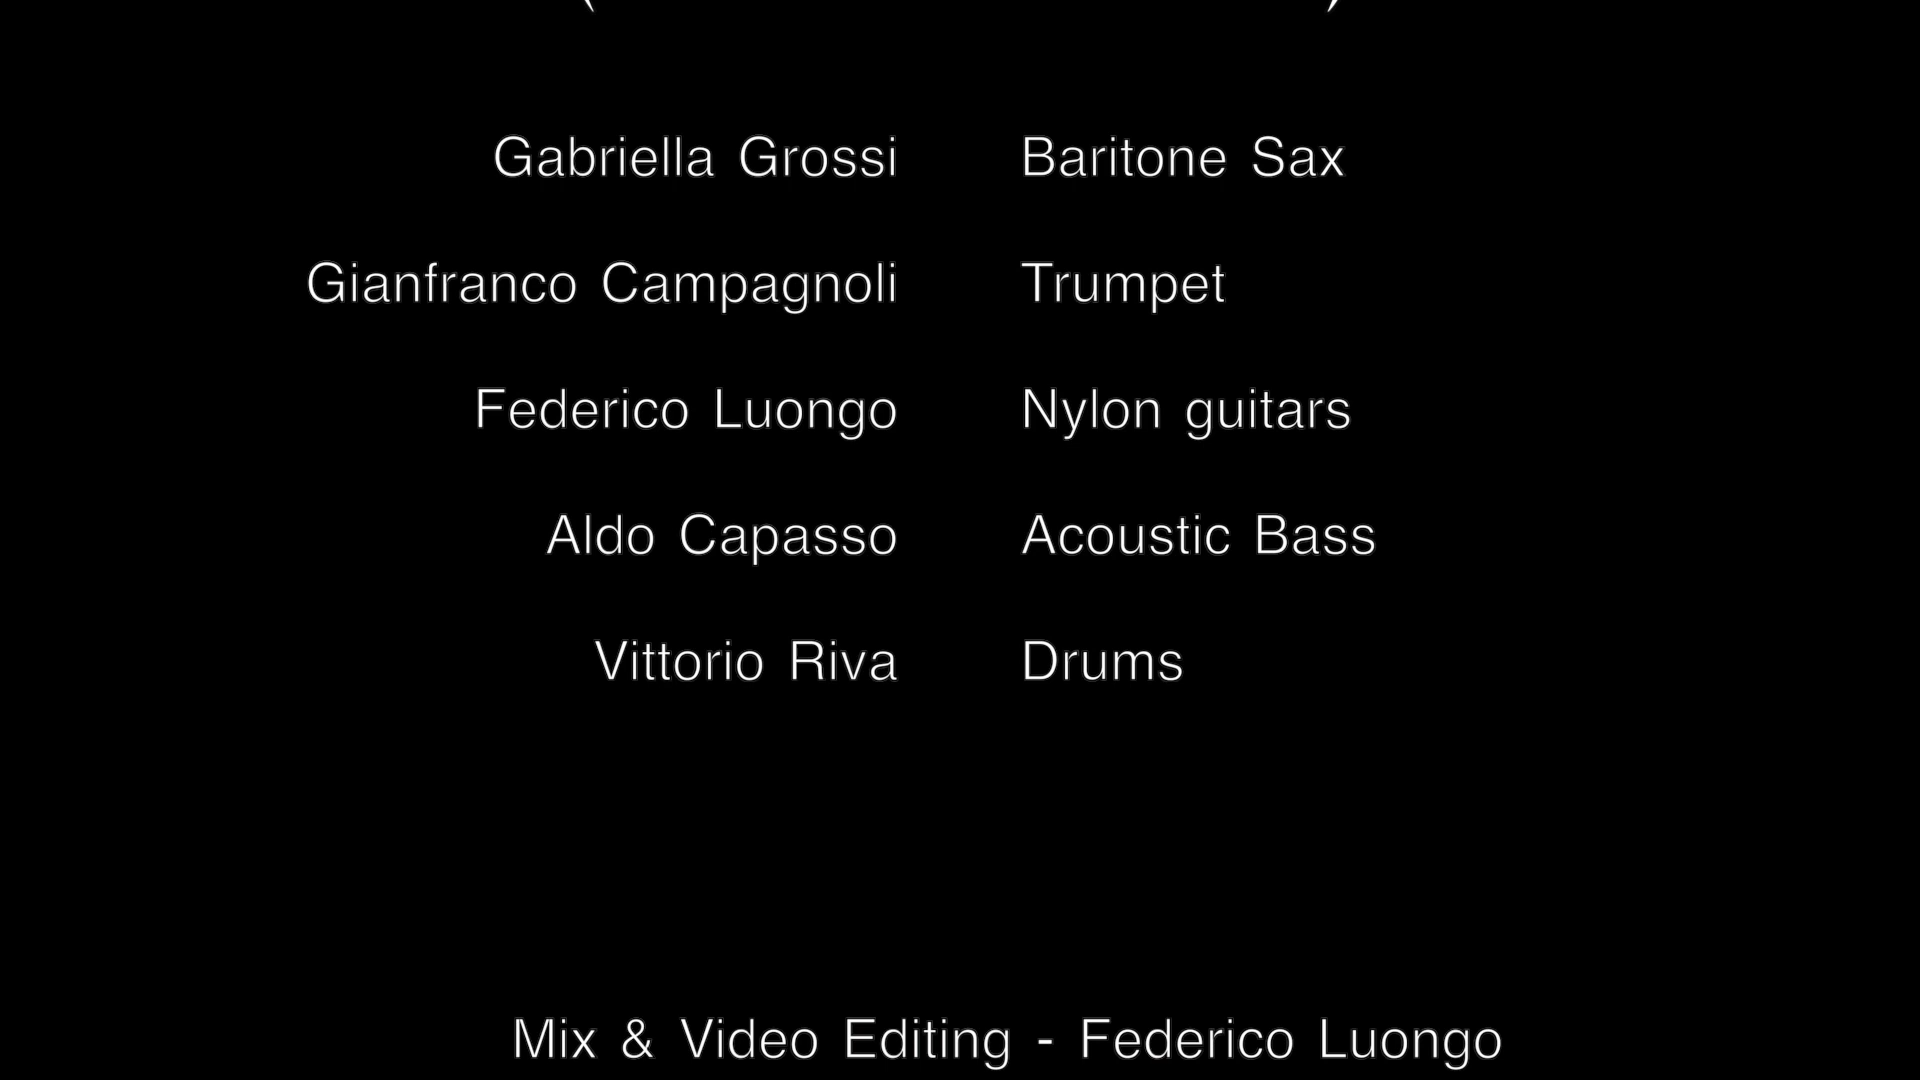 Gabriella Grossi Baritone Sax
Gianfranco Campagnoli Trumpet
Federico Luongo Nylon guitars
Aldo Capasso Acoustic Bass
Vittorio Riva Drums
Mix & Video Editing - Federico Luongo